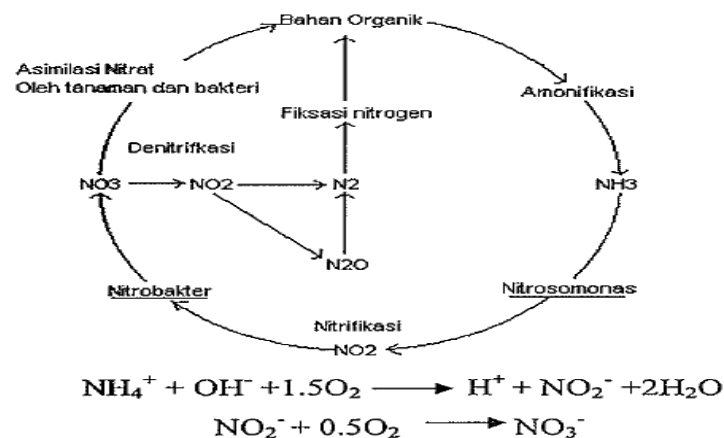 Bahan Organik
Asimilasi Nitrat
Oleh tanaman dan bakteri
Amonifikasi
Fiksasi nitrogen
Denitrifkasi
NO3
NO2
N2
NH3
N2O
Nitrobakter
Nitrosomonas
Nitrifikasi
NO2
NH₄⁺ + OH⁻ +1.5O₂ ⟶ H⁺ + NO₂⁻ +2H₂O
NO₂⁻ + 0.5O₂ ⟶ NO₃⁻